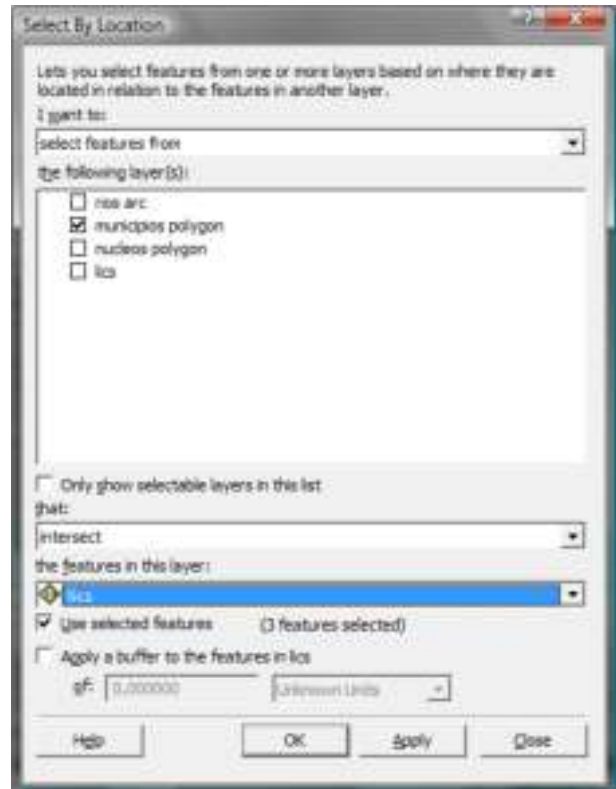 Select By Location
Lets you select features from one or more layers based on where they are
located in relation to the features in another layer.
I want to:
select features from
the following layer(s):
rios arc
municipios polygon
nucleos polygon
lics
Only show selectable layers in this list
that:
intersect
the features in this layer:
lics
Use selected features (3 features selected)
Apply a buffer to the features in lics
of: 0,000000 Unknown Units
Help OK Apply Close